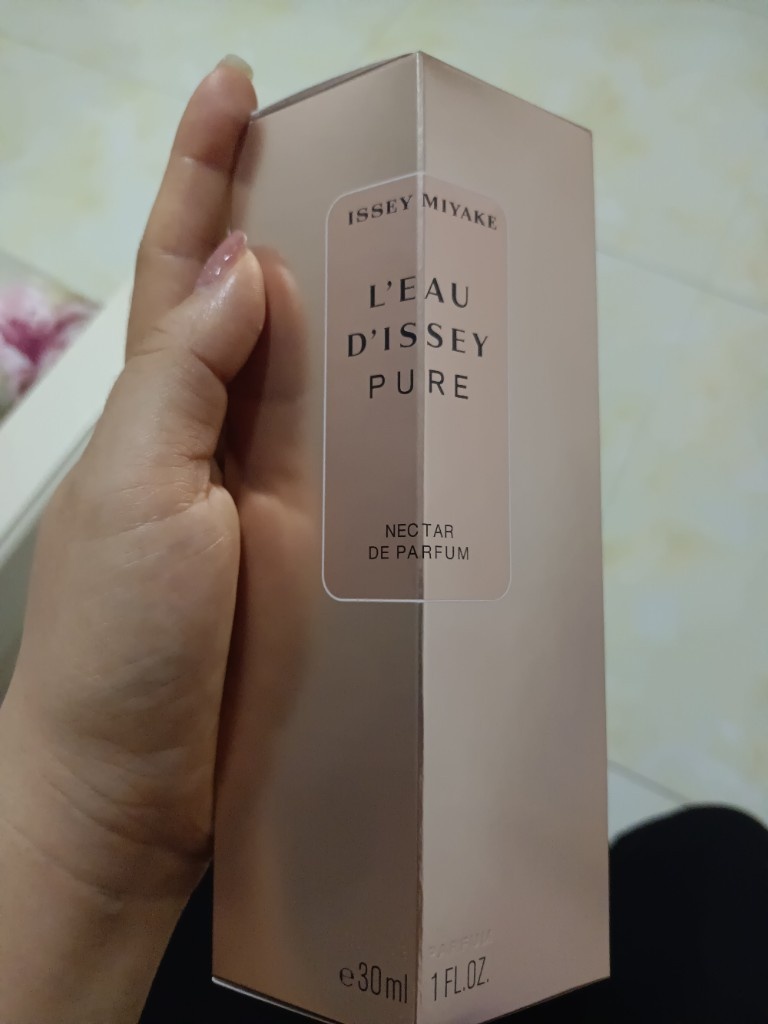 ISSEY MIYAKE
L'EAU
D'ISSEY
PURE
NECTAR
DE PARFUM
e30ml 1 FL.OZ.